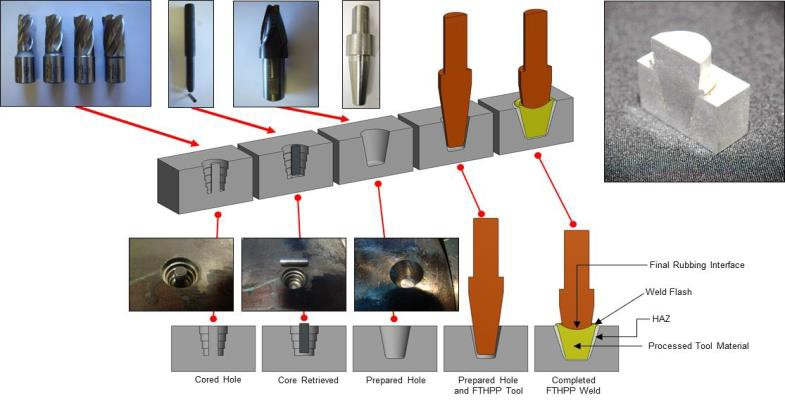 Final Rubbing Interface
Weld Flash
HAZ
Processed Tool Material
Cored Hole
Core Retrieved
Prepared Hole
Prepared Hole
and FTHPP Tool
Completed
FTHPP Weld